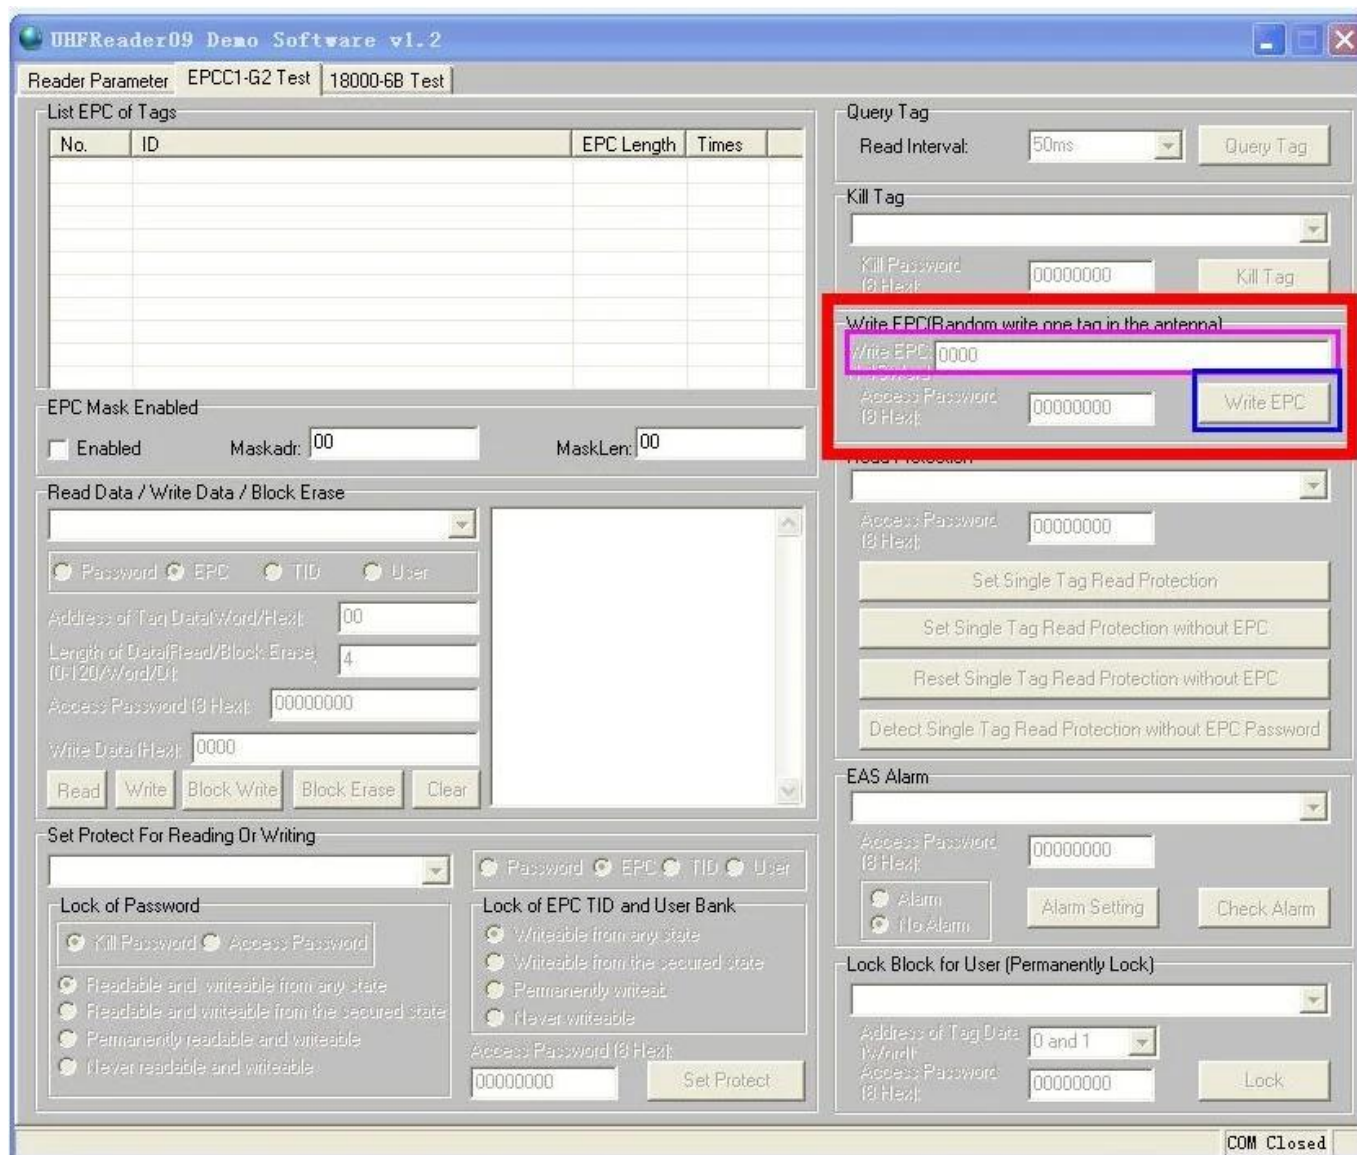 UHFReader09 Demo Software v1.2
Reader Parameter
EPCC1-G2 Test
18000-6B Test
List EPC of Tags
No.
ID
EPC Length
Times
EPC Mask Enabled
Enabled
Maskadr:
00
MaskLen:
00
Read Data / Write Data / Block Erase
Password
EPC
TID
User
Address of Tag Data(Word/Hex):
00
Length of Data(Read/Block Erase)
(0-120/Word/D):
4
Access Password (8 Hex):
00000000
Write Data (Hex):
0000
Read
Write
Block Write
Block Erase
Clear
Set Protect For Reading Or Writing
Password
EPC
TID
User
Lock of Password
Kill Password
Access Password
Readable and writeable from any state
Readable and writeable from the secured state
Permanently readable and writeable
Never readable and writeable
Lock of EPC TID and User Bank
Writeable from any state
Writeable from the secured state
Permanently writeab
Never writeable
Access Password (8 Hex):
00000000
Set Protect
Query Tag
Read Interval:
50ms
Query Tag
Kill Tag
Kill Password
(8 Hex):
00000000
Kill Tag
Write EPC(Random write one tag in the antenna)
Write EPC:
0000
Access Password
(8 Hex):
00000000
Write EPC
Read Protection
Access Password
(8 Hex):
00000000
Set Single Tag Read Protection
Set Single Tag Read Protection without EPC
Reset Single Tag Read Protection without EPC
Detect Single Tag Read Protection without EPC Password
EAS Alarm
Access Password
(8 Hex):
00000000
Alarm
No Alarm
Alarm Setting
Check Alarm
Lock Block for User (Permanently Lock)
Address of Tag Data
(Word):
0 and 1
Access Password
(8 Hex):
00000000
Lock
COM Closed